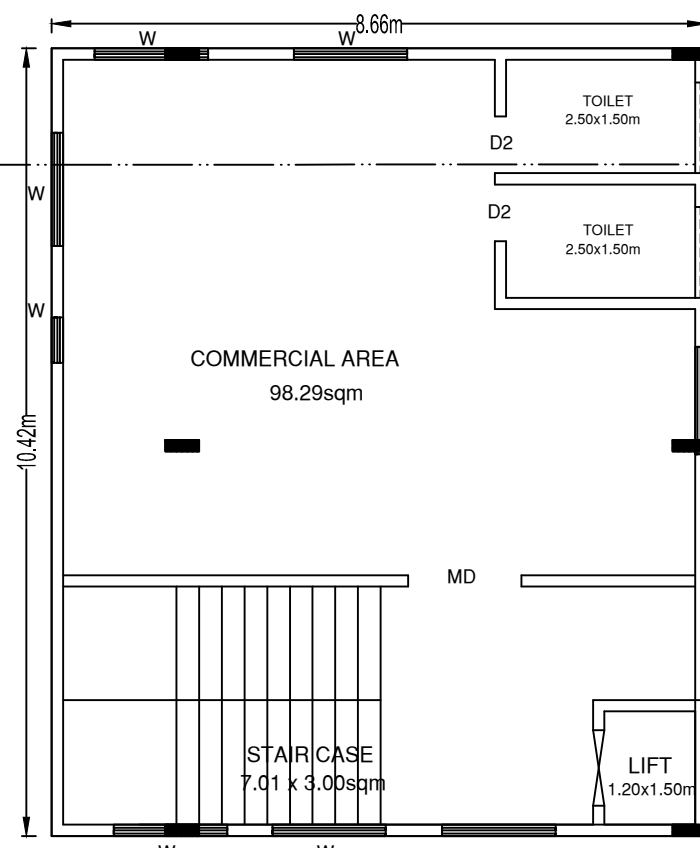 8.66m
W
W
TOILET
2.50x1.50m
D2
W
D2
TOILET
2.50x1.50m
W
COMMERCIAL AREA
98.29sqm
10.42m
MD
STAIR CASE
7.01 x 3.00sqm
LIFT
1.20x1.50m
W
W